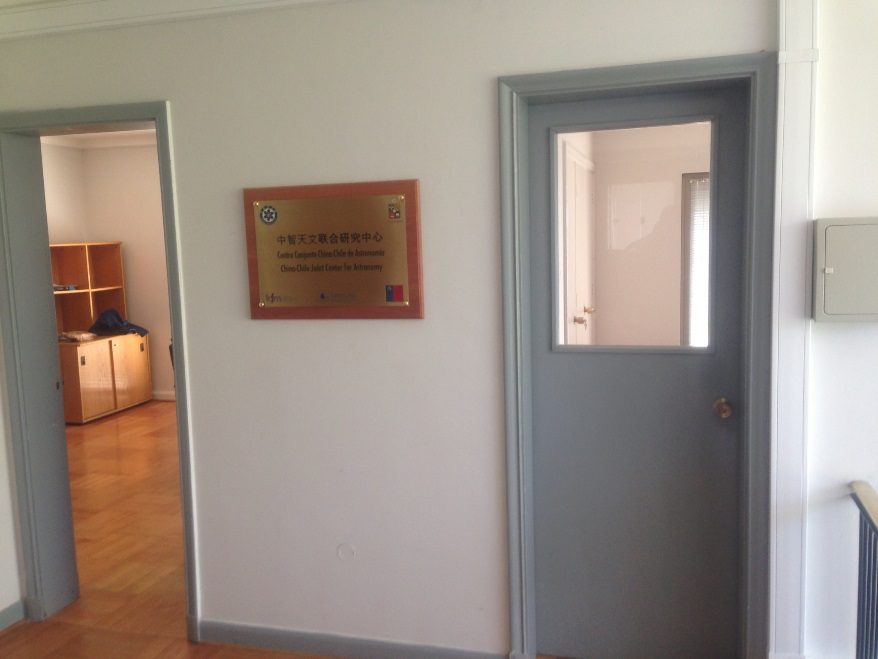 中智天文联合研究中心
Centro Conjunto China-Chile de Astronomía
China-Chile Joint Center For Astronomy